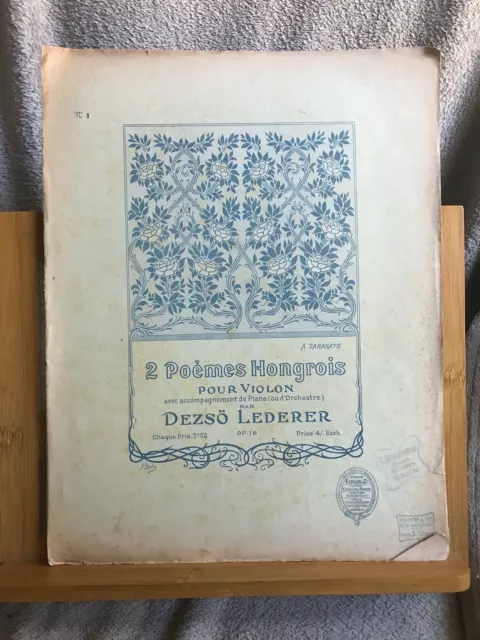 No 1
À SARASATE
2 Poèmes Hongrois
POUR VIOLON
avec accompagnement de Piano (ou d'Orchestre)
PAR
DEZSÖ LEDERER
Chaque Prix. 7f50
OP. 16
Price 4/. Each.